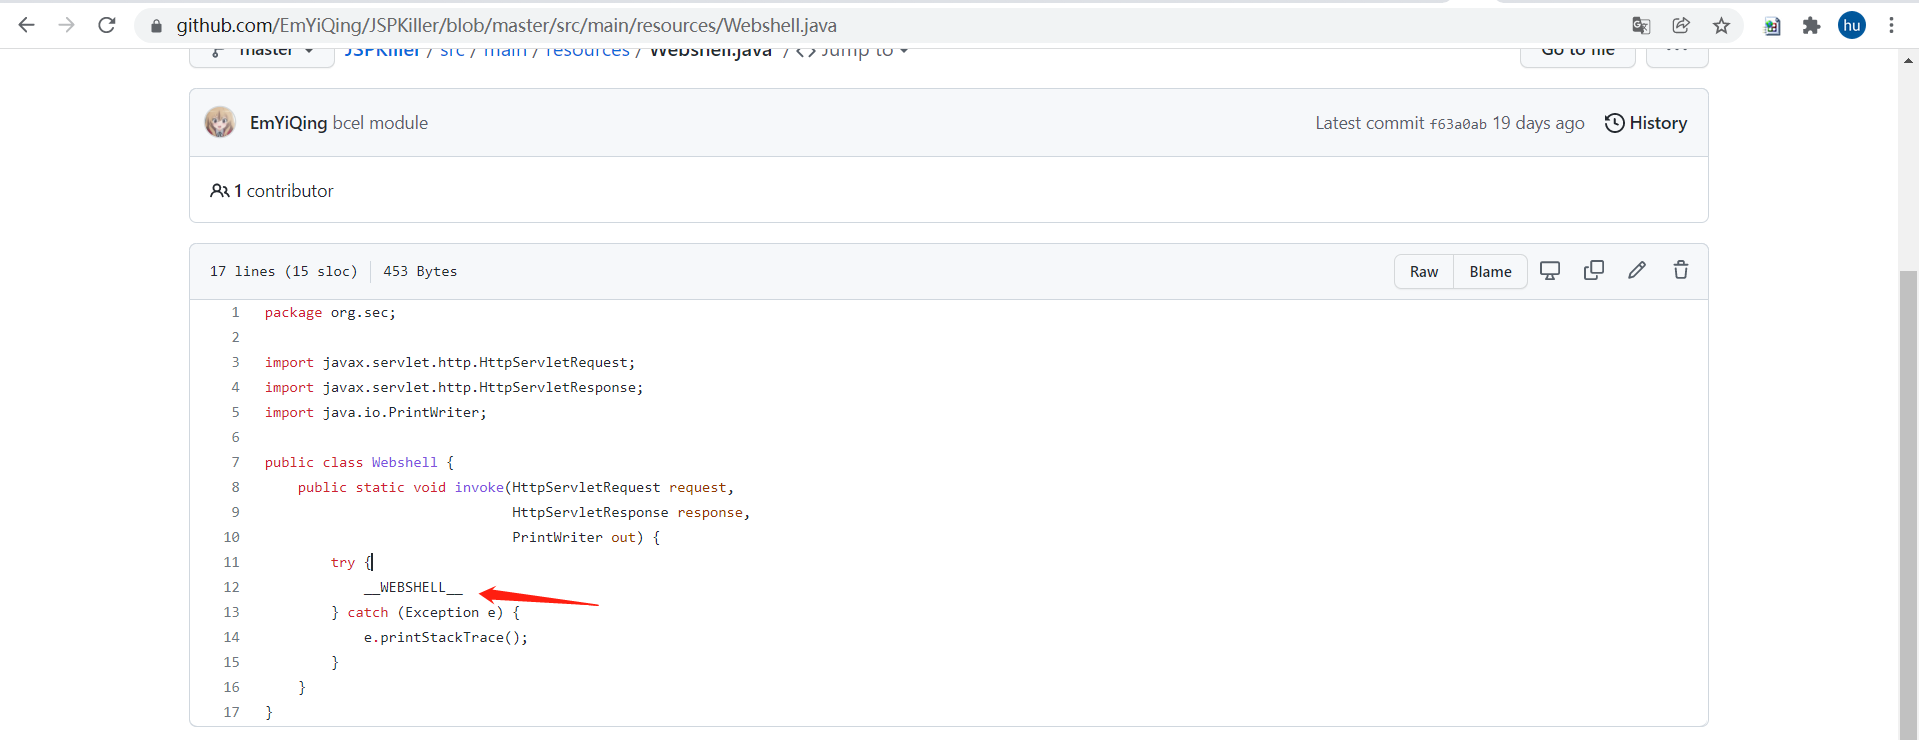 github.com/EmYiQing/JSPKiller/blob/master/src/main/resources/Webshell.java
hu
master JSPKiller / src / main / resources / Webshell.java / <> Jump to Go to file ...
EmYiQing bcel module Latest commit f63a0ab 19 days ago History
1 contributor
17 lines (15 sloc) 453 Bytes Raw Blame
1 package org.sec;
2
3 import javax.servlet.http.HttpServletRequest;
4 import javax.servlet.http.HttpServletResponse;
5 import java.io.PrintWriter;
6
7 public class Webshell {
8     public static void invoke(HttpServletRequest request,
9                               HttpServletResponse response,
10                               PrintWriter out) {
11         try {
12             __WEBSHELL__
13         } catch (Exception e) {
14             e.printStackTrace();
15         }
16     }
17 }